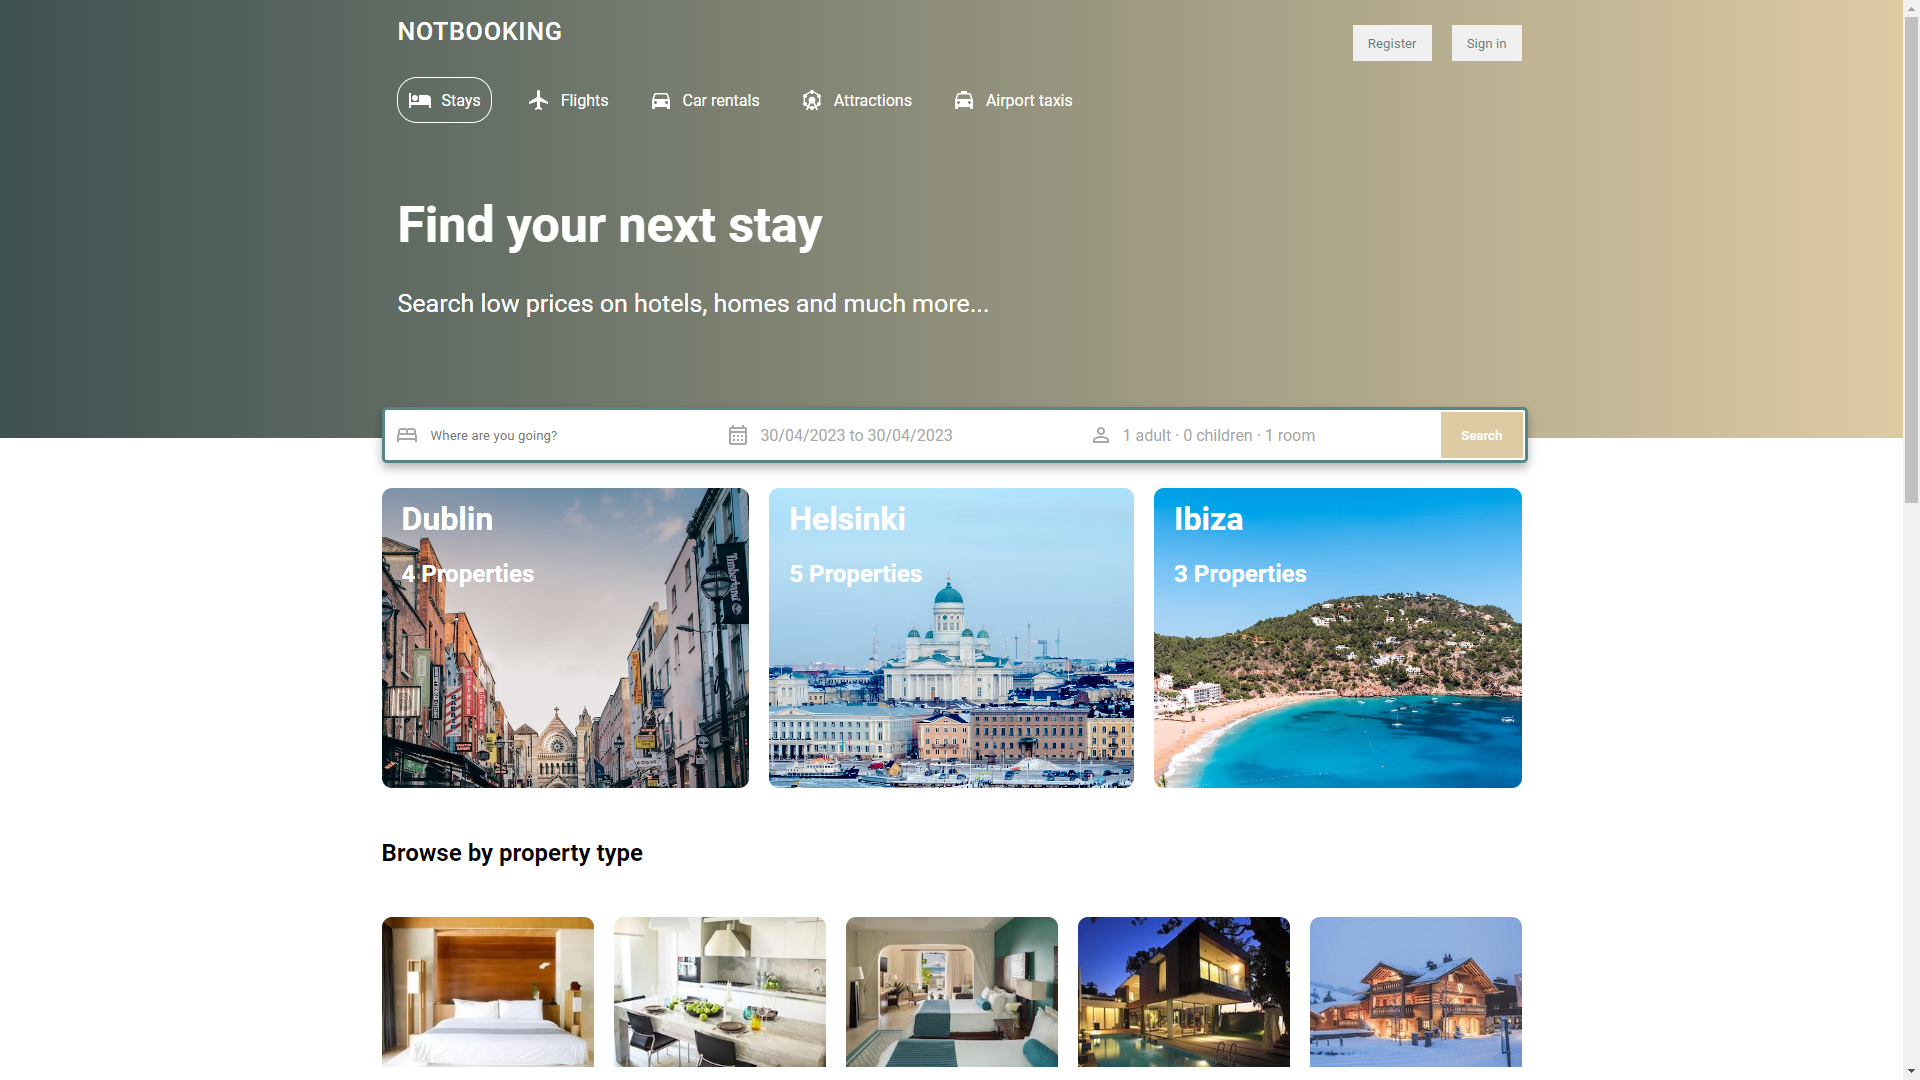 NOTBOOKING
Register
Sign in
Stays
Flights
Car rentals
Attractions
Airport taxis
Find your next stay
Search low prices on hotels, homes and much more...
Where are you going?
30/04/2023 to 30/04/2023
1 adult · 0 children · 1 room
Search
Dublin
4 Properties
Timberland
Helsinki
5 Properties
Ibiza
3 Properties
Browse by property type